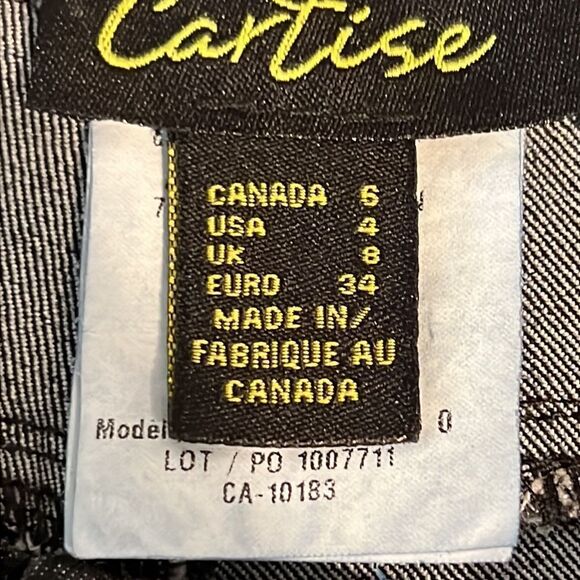 Cartise
CANADA 6
USA 4
UK 8
EURO 34
MADE IN/
FABRIQUE AU
CANADA
Model 0
LOT / PO 1007711
CA-10183